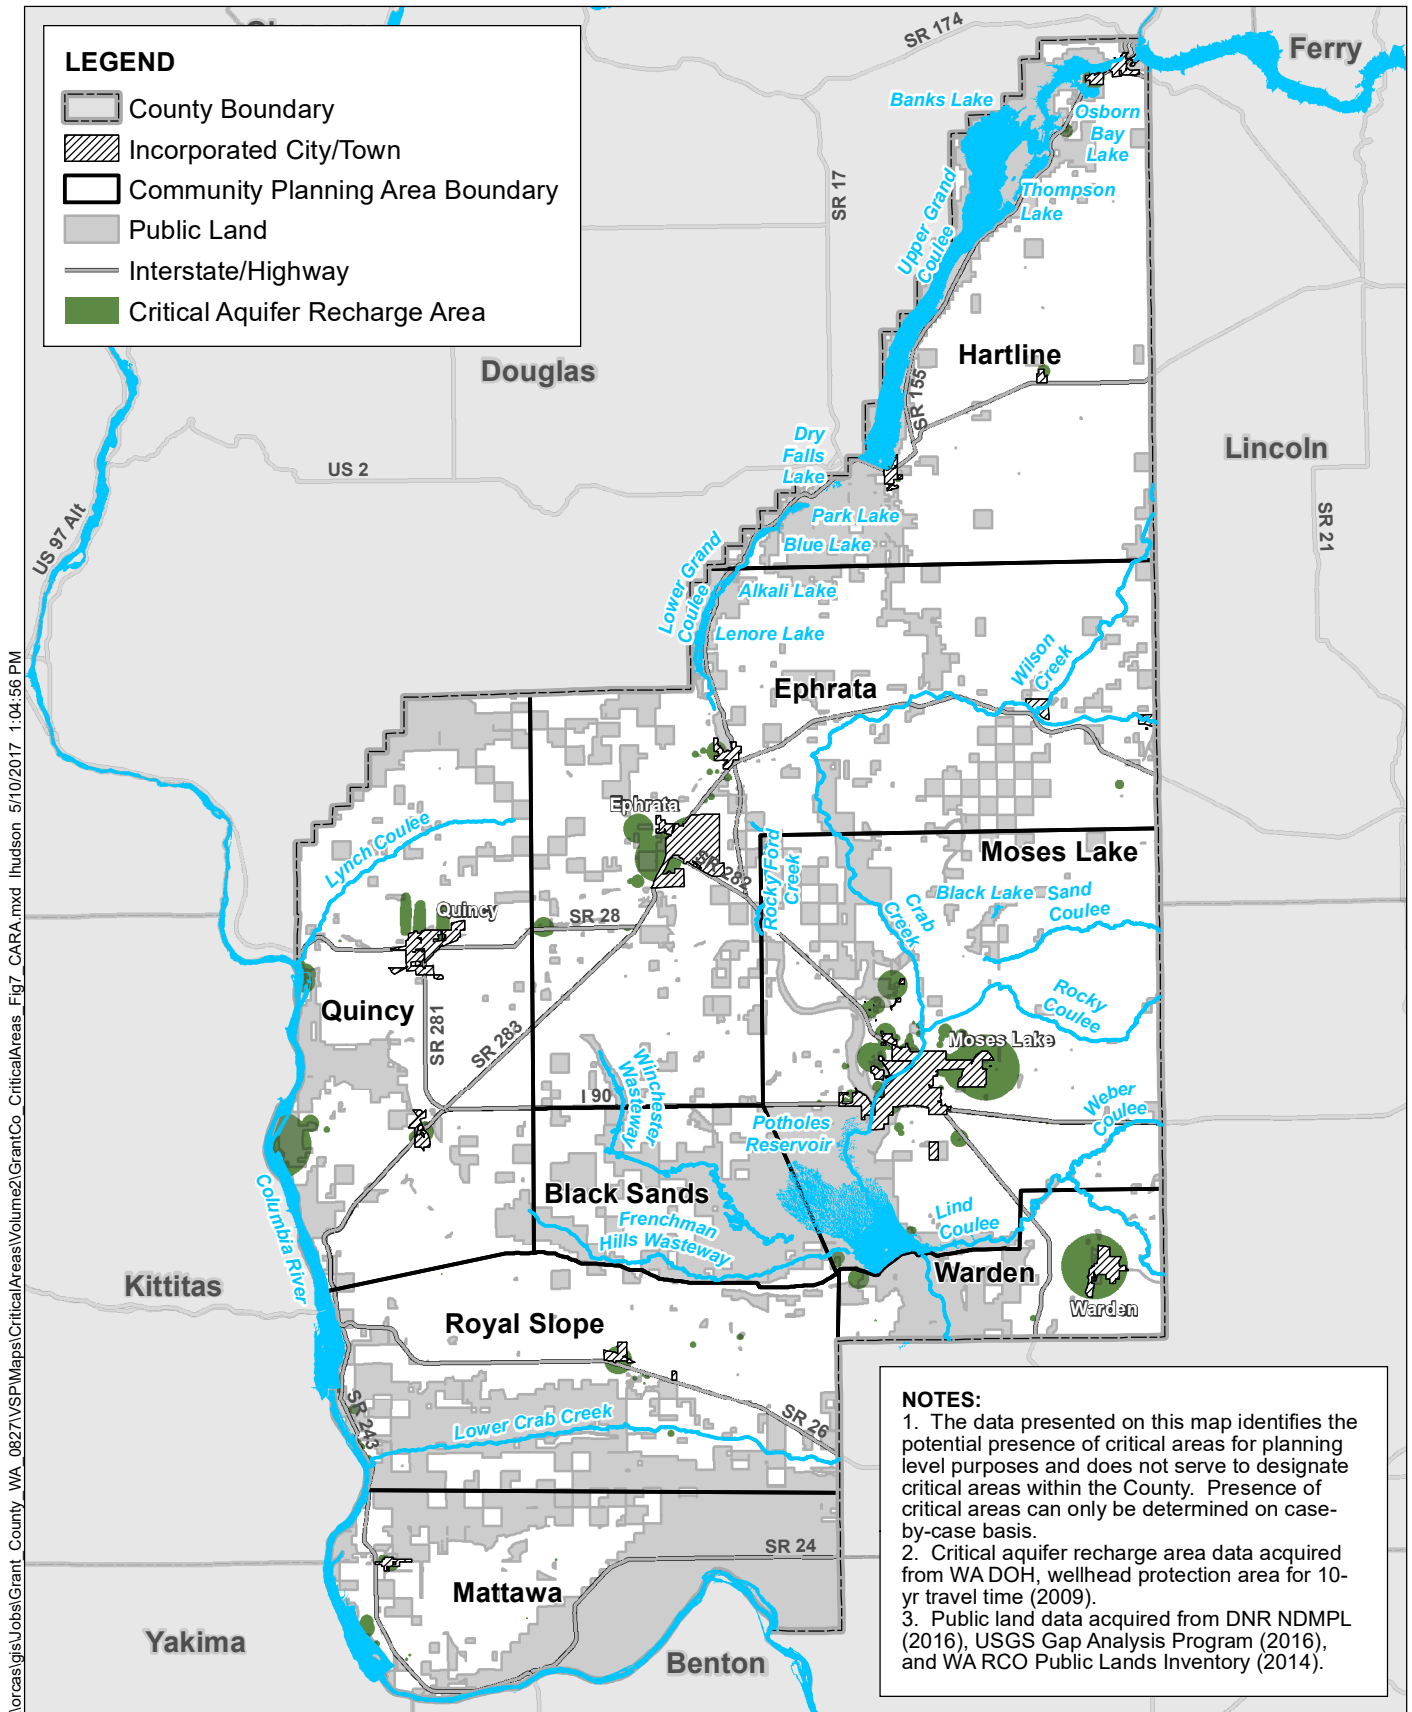 LEGEND
County Boundary
Incorporated City/Town
Community Planning Area Boundary
Public Land
Interstate/Highway
Critical Aquifer Recharge Area
SR 174
Ferry
Banks Lake
Osborn
Bay
Lake
SR 17
Thompson
Lake
Upper Grand
Coulee
Douglas
Hartline
SR 155
Lincoln
Dry
Falls
Lake
US 2
US 97 Alt
SR 21
Park Lake
Blue Lake
Lower Grand
Coulee
Alkali Lake
Lenore Lake
Wilson
Creek
Ephrata
Ephrata
Lynch Coulee
SR 282
Rocky Ford
Creek
Moses Lake
Black Lake
Sand
Coulee
Crab
Creek
Quincy
SR 28
Quincy
SR 281
SR 283
Rocky
Coulee
Moses Lake
I 90
Winchester
Wasteway
Potholes
Reservoir
Weber
Coulee
Black Sands
Frenchman
Hills Wasteway
Lind
Coulee
Columbia River
Warden
Warden
Kittitas
Royal Slope
SR 243
Lower Crab Creek
SR 26
SR 24
Mattawa
Yakima
Benton
NOTES:
1. The data presented on this map identifies the
potential presence of critical areas for planning
level purposes and does not serve to designate
critical areas within the County. Presence of
critical areas can only be determined on case-
by-case basis.
2. Critical aquifer recharge area data acquired
from WA DOH, wellhead protection area for 10-
yr travel time (2009).
3. Public land data acquired from DNR NDMPL
(2016), USGS Gap Analysis Program (2016),
and WA RCO Public Lands Inventory (2014).
\orcas\gis\Jobs\Grant_County_WA_0827\VSP\Maps\CriticalAreas\Volume2\GrantCo_CriticalAreas_Fig7_CARA.mxd lhudson 5/10/2017 1:04:56 PM